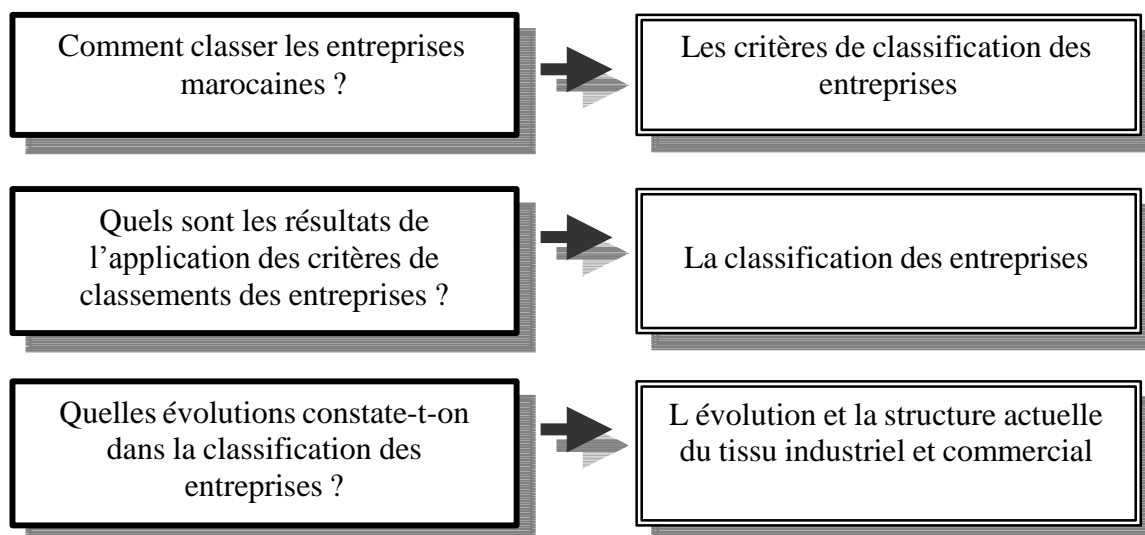 Comment classer les entreprises
marocaines ?
Les critères de classification des
entreprises
Quels sont les résultats de
l’application des critères de
classements des entreprises ?
La classification des entreprises
Quelles évolutions constate-t-on
dans la classification des
entreprises ?
L évolution et la structure actuelle
du tissu industriel et commercial